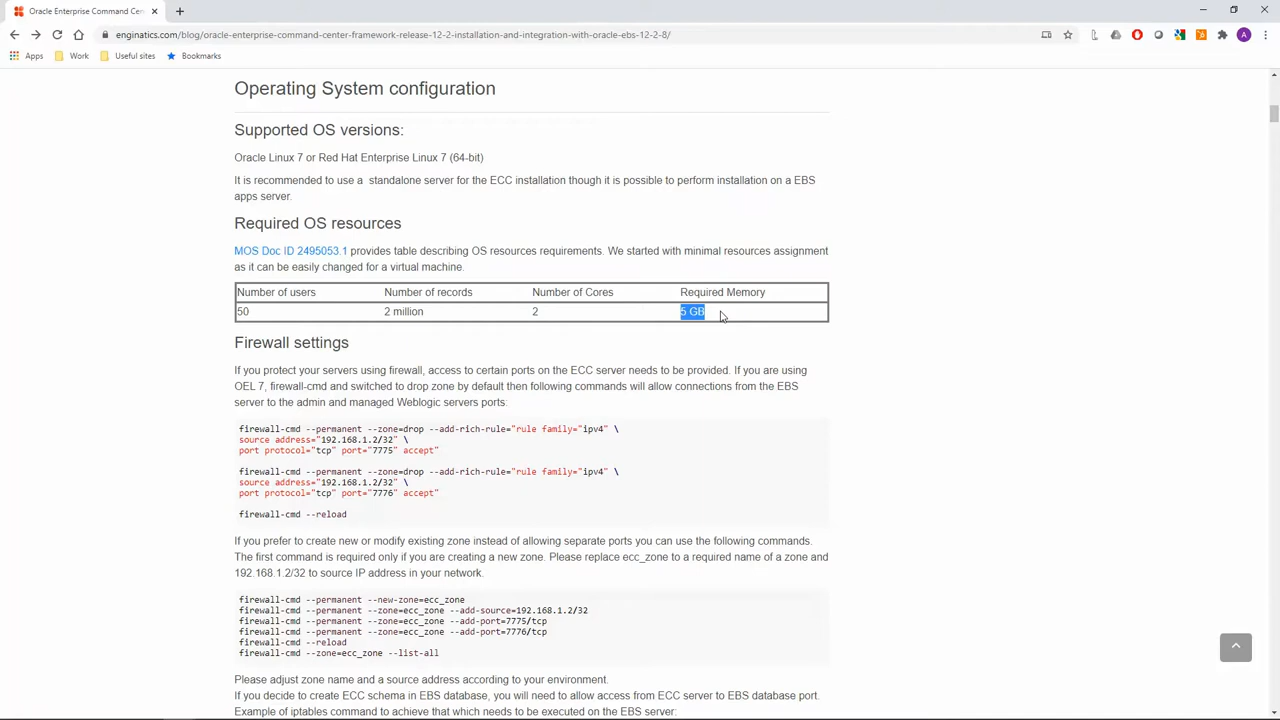 Oracle Enterprise Command Cen
enginatics.com/blog/oracle-enterprise-command-center-framework-release-12-2-installation-and-integration-with-oracle-ebs-12-2-8/
A
Apps Work Useful sites Bookmarks
Operating System configuration
Supported OS versions:
Oracle Linux 7 or Red Hat Enterprise Linux 7 (64-bit)
It is recommended to use a standalone server for the ECC installation though it is possible to perform installation on a EBS
apps server.
Required OS resources
MOS Doc ID 2495053.1 provides table describing OS resources requirements. We started with minimal resources assignment
as it can be easily changed for a virtual machine.
Number of users Number of records Number of Cores Required Memory
50 2 million 2 5 GB
Firewall settings
If you protect your servers using firewall, access to certain ports on the ECC server needs to be provided. If you are using
OEL 7, firewall-cmd and switched to drop zone by default then following commands will allow connections from the EBS
server to the admin and managed Weblogic servers ports:
firewall-cmd --permanent --zone=drop --add-rich-rule="rule family="ipv4" \
source address="192.168.1.2/32" \
port protocol="tcp" port="7775" accept"
firewall-cmd --permanent --zone=drop --add-rich-rule="rule family="ipv4" \
source address="192.168.1.2/32" \
port protocol="tcp" port="7776" accept"
firewall-cmd --reload
If you prefer to create new or modify existing zone instead of allowing separate ports you can use the following commands.
The first command is required only if you are creating a new zone. Please replace ecc_zone to a required name of a zone and
192.168.1.2/32 to source IP address in your network.
firewall-cmd --permanent --new-zone=ecc_zone
firewall-cmd --permanent --zone=ecc_zone --add-source=192.168.1.2/32
firewall-cmd --permanent --zone=ecc_zone --add-port=7775/tcp
firewall-cmd --permanent --zone=ecc_zone --add-port=7776/tcp
firewall-cmd --reload
firewall-cmd --zone=ecc_zone --list-all
Please adjust zone name and a source address according to your environment.
If you decide to create ECC schema in EBS database, you will need to allow access from ECC server to EBS database port.
Example of iptables command to achieve that which needs to be executed on the EBS server: